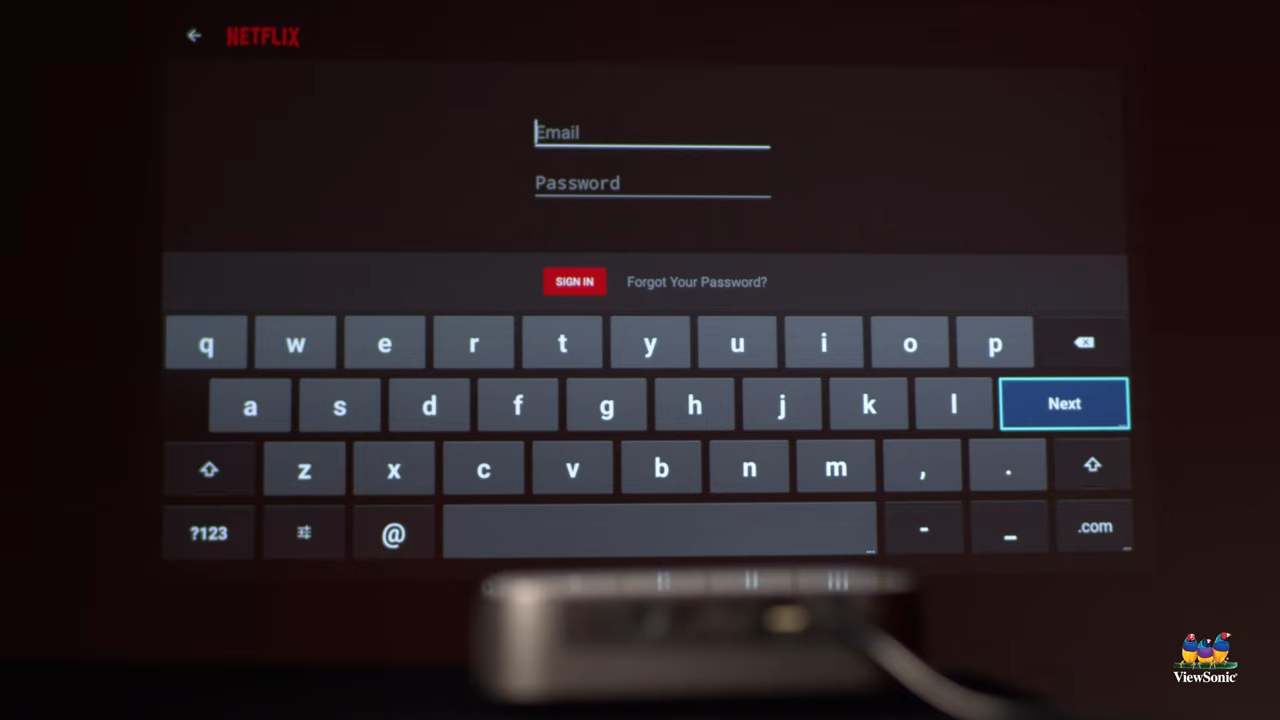 NETFLIX
Email
Password
SIGN IN Forgot Your Password?
q w e r t y u i o p
a s d f g h j k l Next
z x c v b n m , .
?123 @ - _ .com
ViewSonic